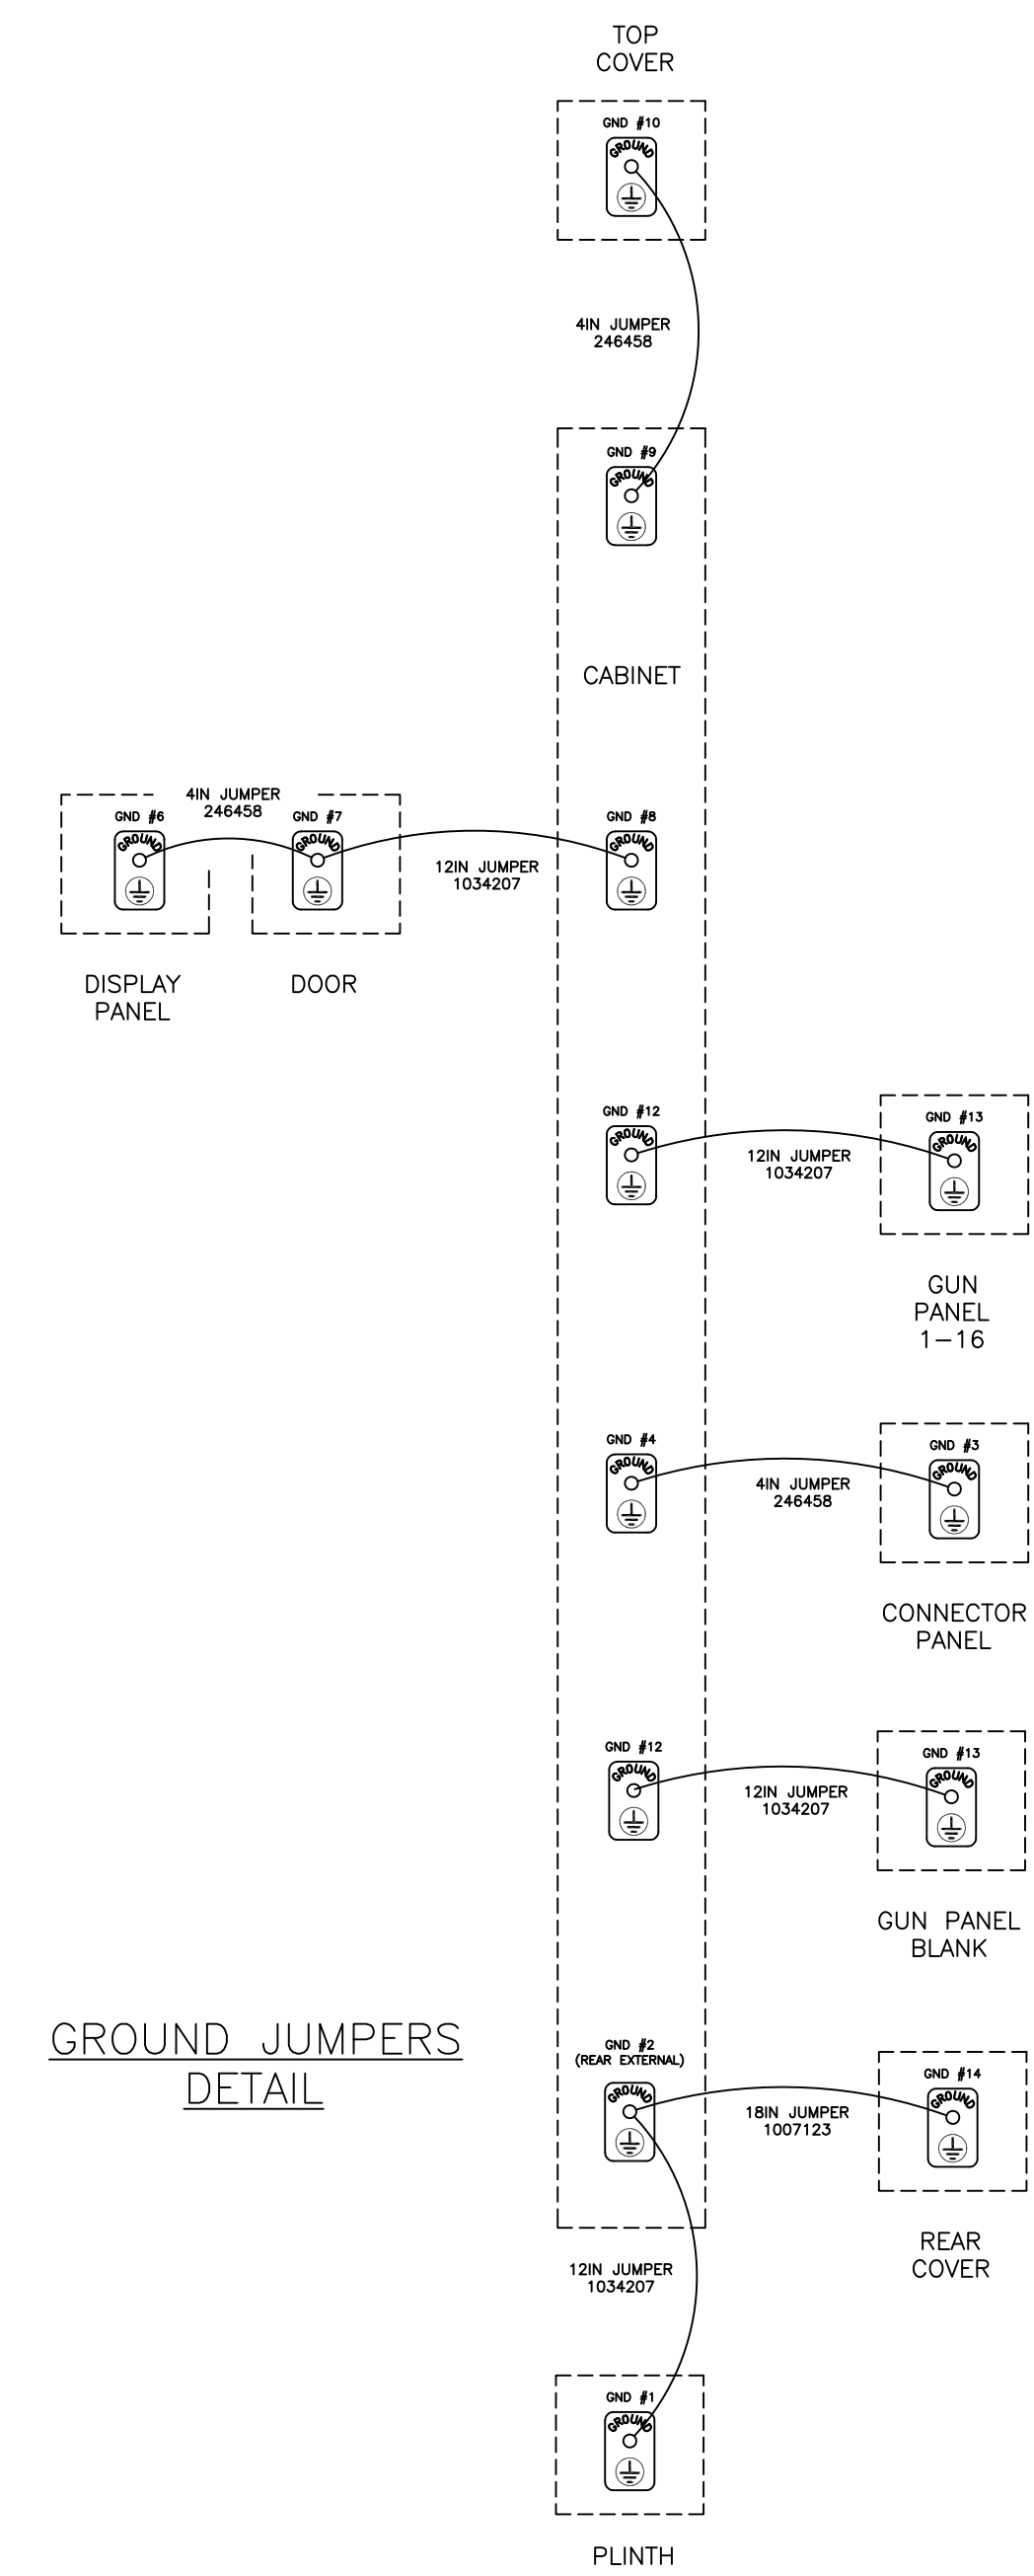 TOP
COVER
GND #10
GROUND
4IN JUMPER
246458
GND #9
GROUND
CABINET
4IN JUMPER
246458
GND #6
GROUND
GND #7
GROUND
12IN JUMPER
1034207
GND #8
GROUND
DISPLAY
PANEL
DOOR
GND #12
GROUND
12IN JUMPER
1034207
GND #13
GROUND
GUN
PANEL
1-16
GND #4
GROUND
4IN JUMPER
246458
GND #3
GROUND
CONNECTOR
PANEL
GND #12
GROUND
12IN JUMPER
1034207
GND #13
GROUND
GUN PANEL
BLANK
GROUND JUMPERS
DETAIL
GND #2
(REAR EXTERNAL)
GROUND
18IN JUMPER
1007123
GND #14
GROUND
REAR
COVER
12IN JUMPER
1034207
GND #1
GROUND
PLINTH